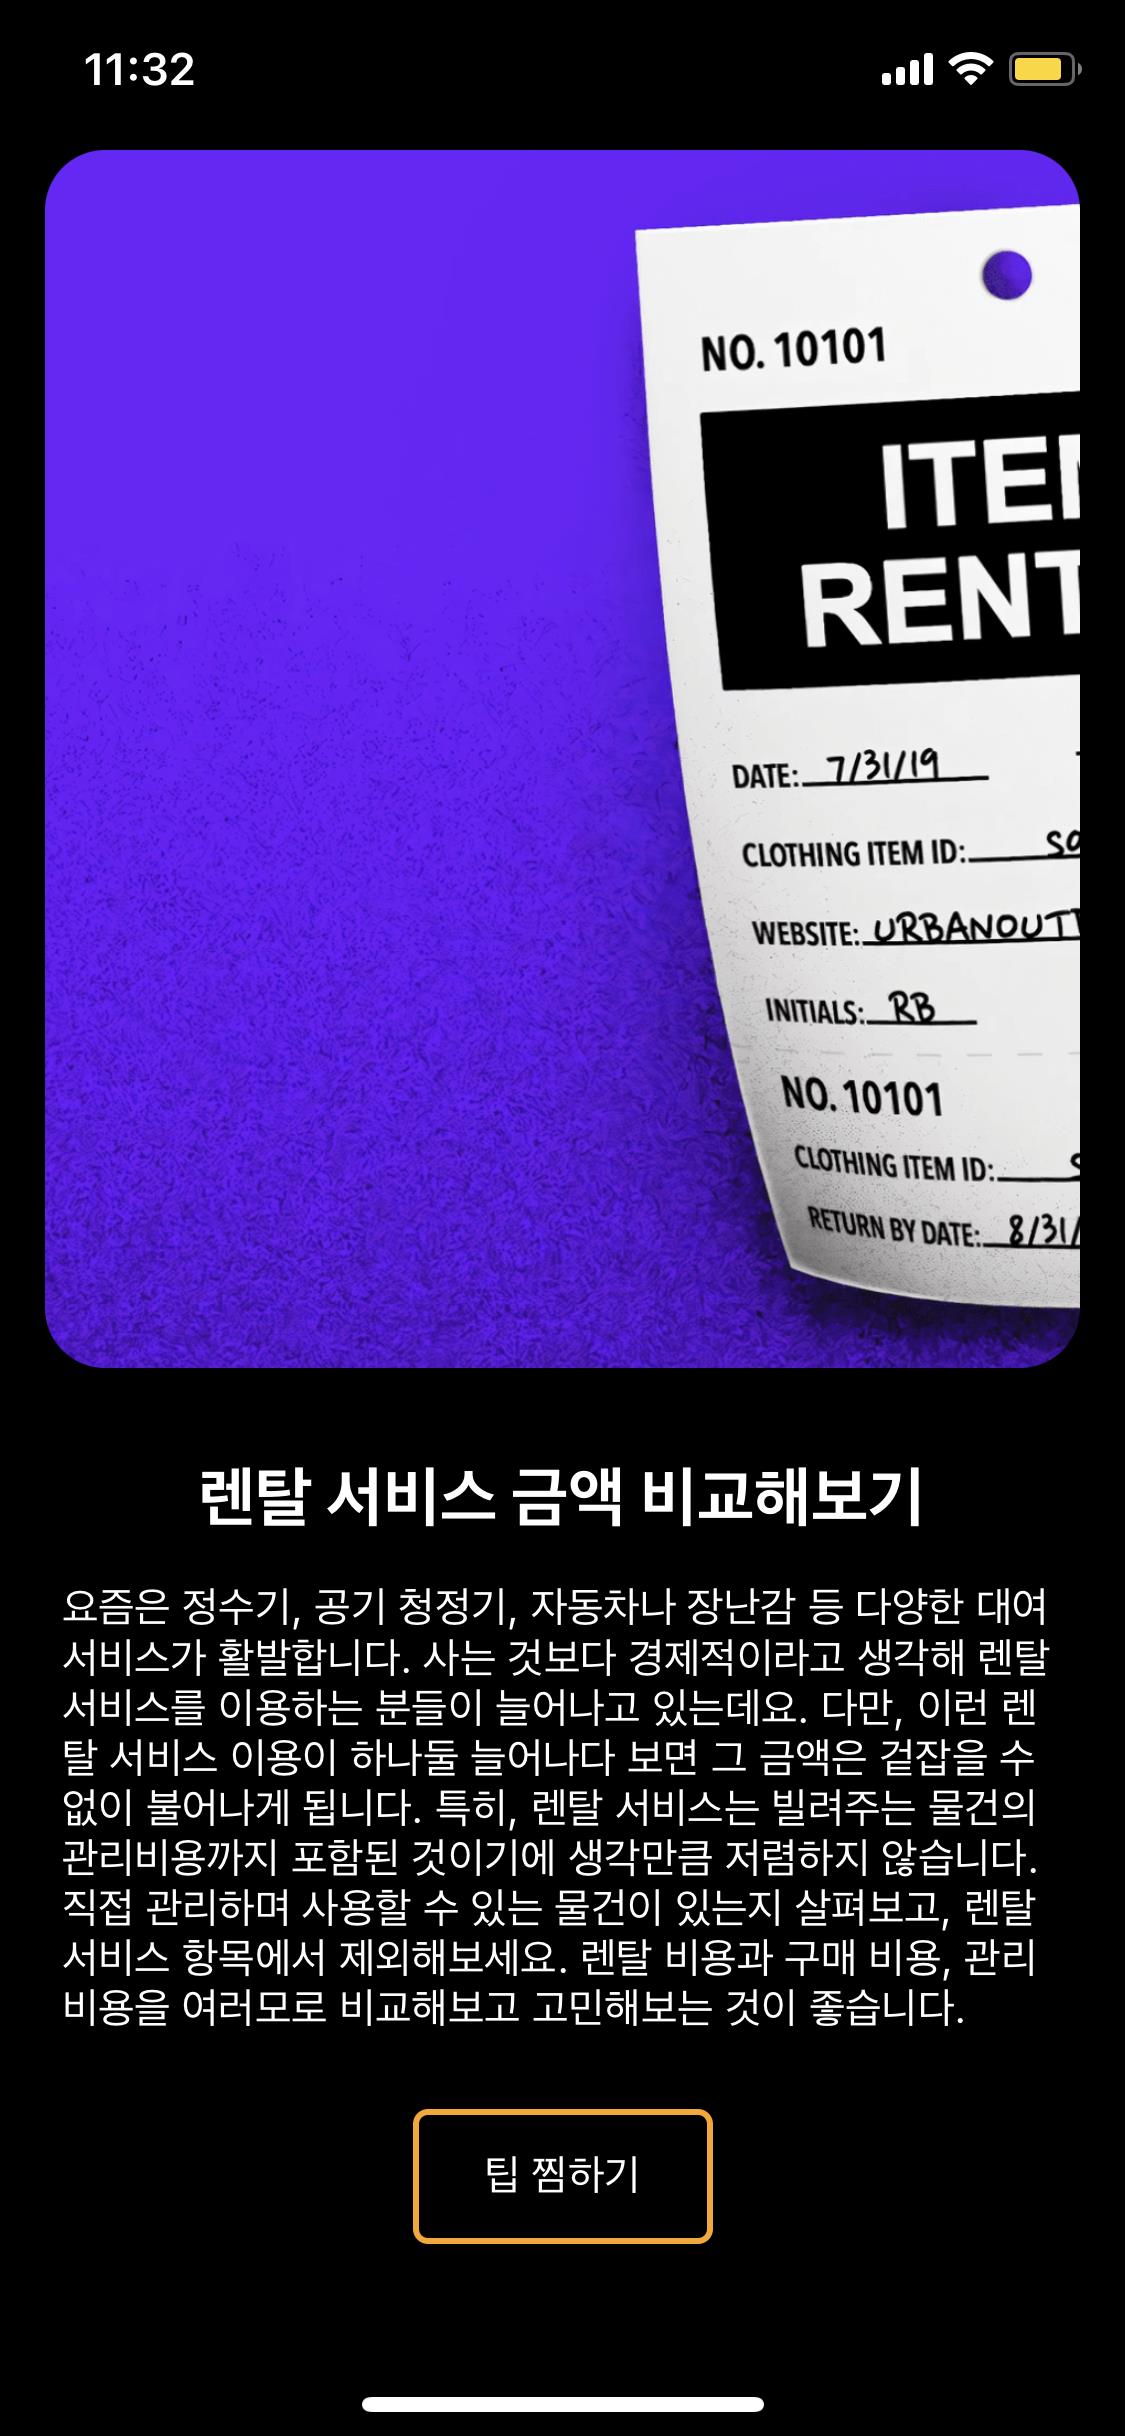 11:32
NO. 10101
DATE: 7/31/19
CLOTHING ITEM ID:
WEBSITE:
INITIALS: RB
NO. 10101
CLOTHING ITEM ID:
RETURN BY DATE: 8/31/
렌탈 서비스 금액 비교해보기
요즘은 정수기, 공기 청정기, 자동차나 장난감 등 다양한 대여
서비스가 활발합니다. 사는 것보다 경제적이라고 생각해 렌탈
서비스를 이용하는 분들이 늘어나고 있는데요. 다만, 이런 렌
탈 서비스 이용이 하나둘 늘어나다 보면 그 금액은 겉잡을 수
없이 불어나게 됩니다. 특히, 렌탈 서비스는 빌려주는 물건의
관리비용까지 포함된 것이기에 생각만큼 저렴하지 않습니다.
직접 관리하며 사용할 수 있는 물건이 있는지 살펴보고, 렌탈
서비스 항목에서 제외해보세요. 렌탈 비용과 구매 비용, 관리
비용을 여러모로 비교해보고 고민해보는 것이 좋습니다.
팁 찜하기